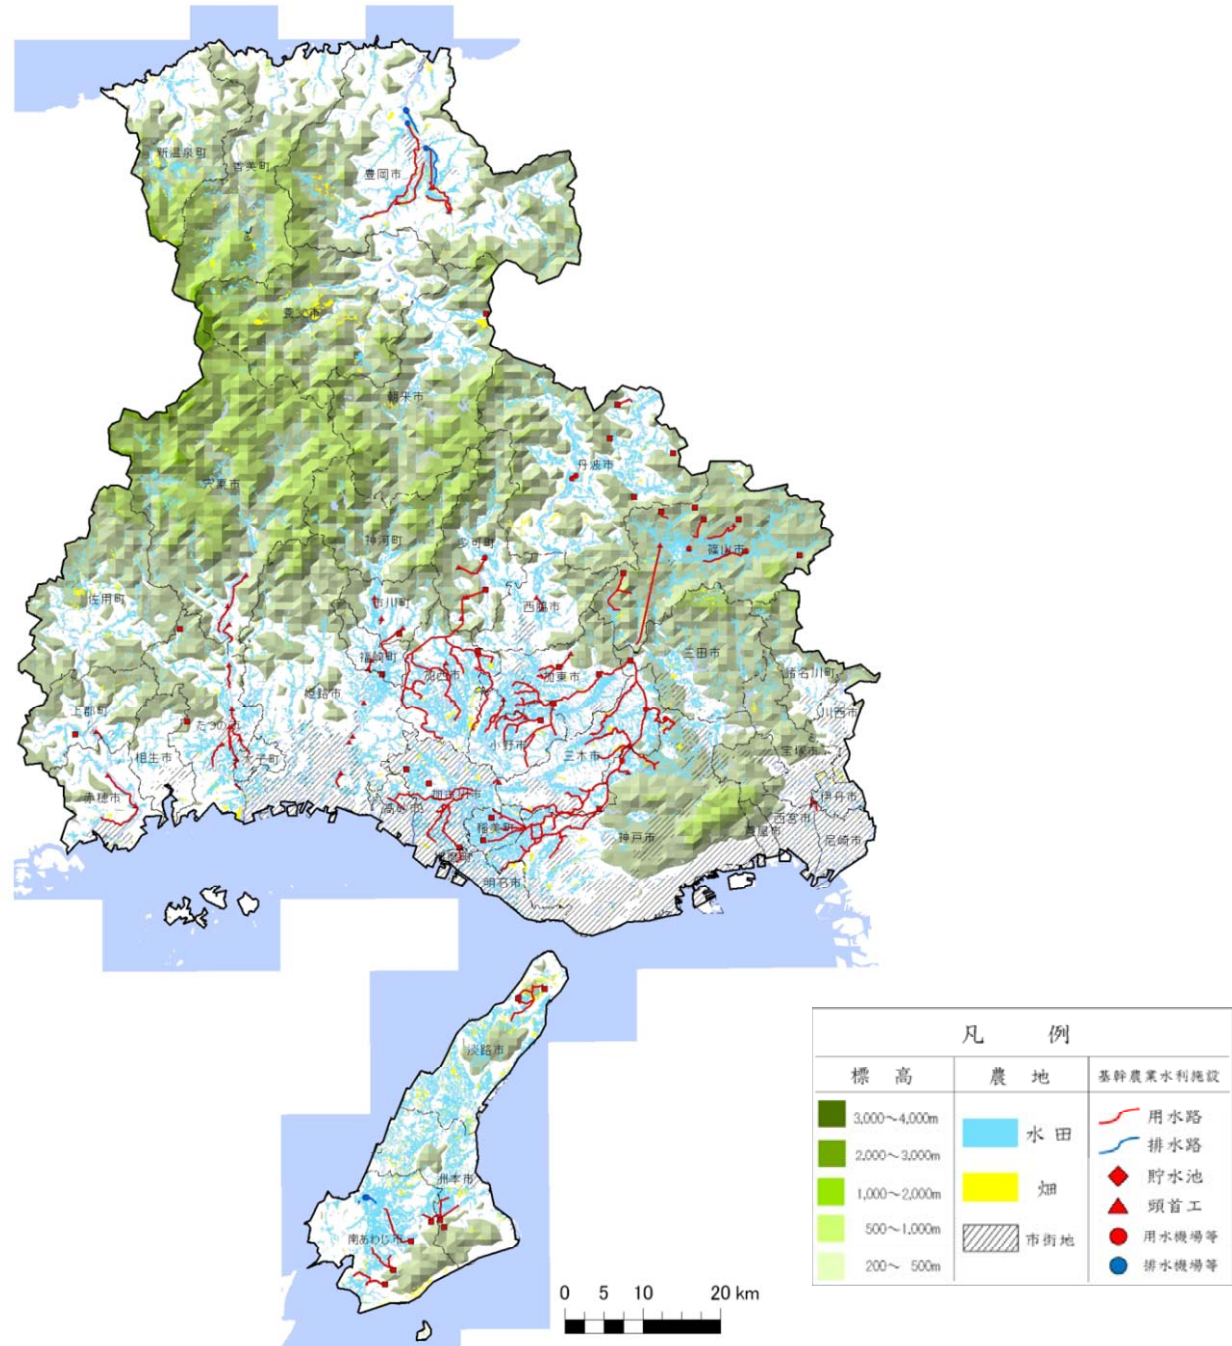 新温泉町
香美町
豊岡市
養父市
朝来市
丹波市
宍粟市
神河町
多可町
篠山市
佐用町
市川町
西脇市
福崎町
加西市
加東市
三田市
猪名川町
姫路市
上郡町
たつの市
川西市
相生市
太子町
小野市
三木市
宝塚市
赤穂市
高砂市
加古川市
稲美町
神戸市
伊丹市
西宮市
芦屋市
尼崎市
播磨町
明石市
淡路市
洲本市
南あわじ市
0 5 10 20 km
凡 例
標 高
3,000～4,000m
2,000～3,000m
1,000～2,000m
500～1,000m
200～ 500m
農 地
水 田
畑
市街地
基幹農業水利施設
用水路
排水路
貯水池
頭首工
用水機場等
排水機場等